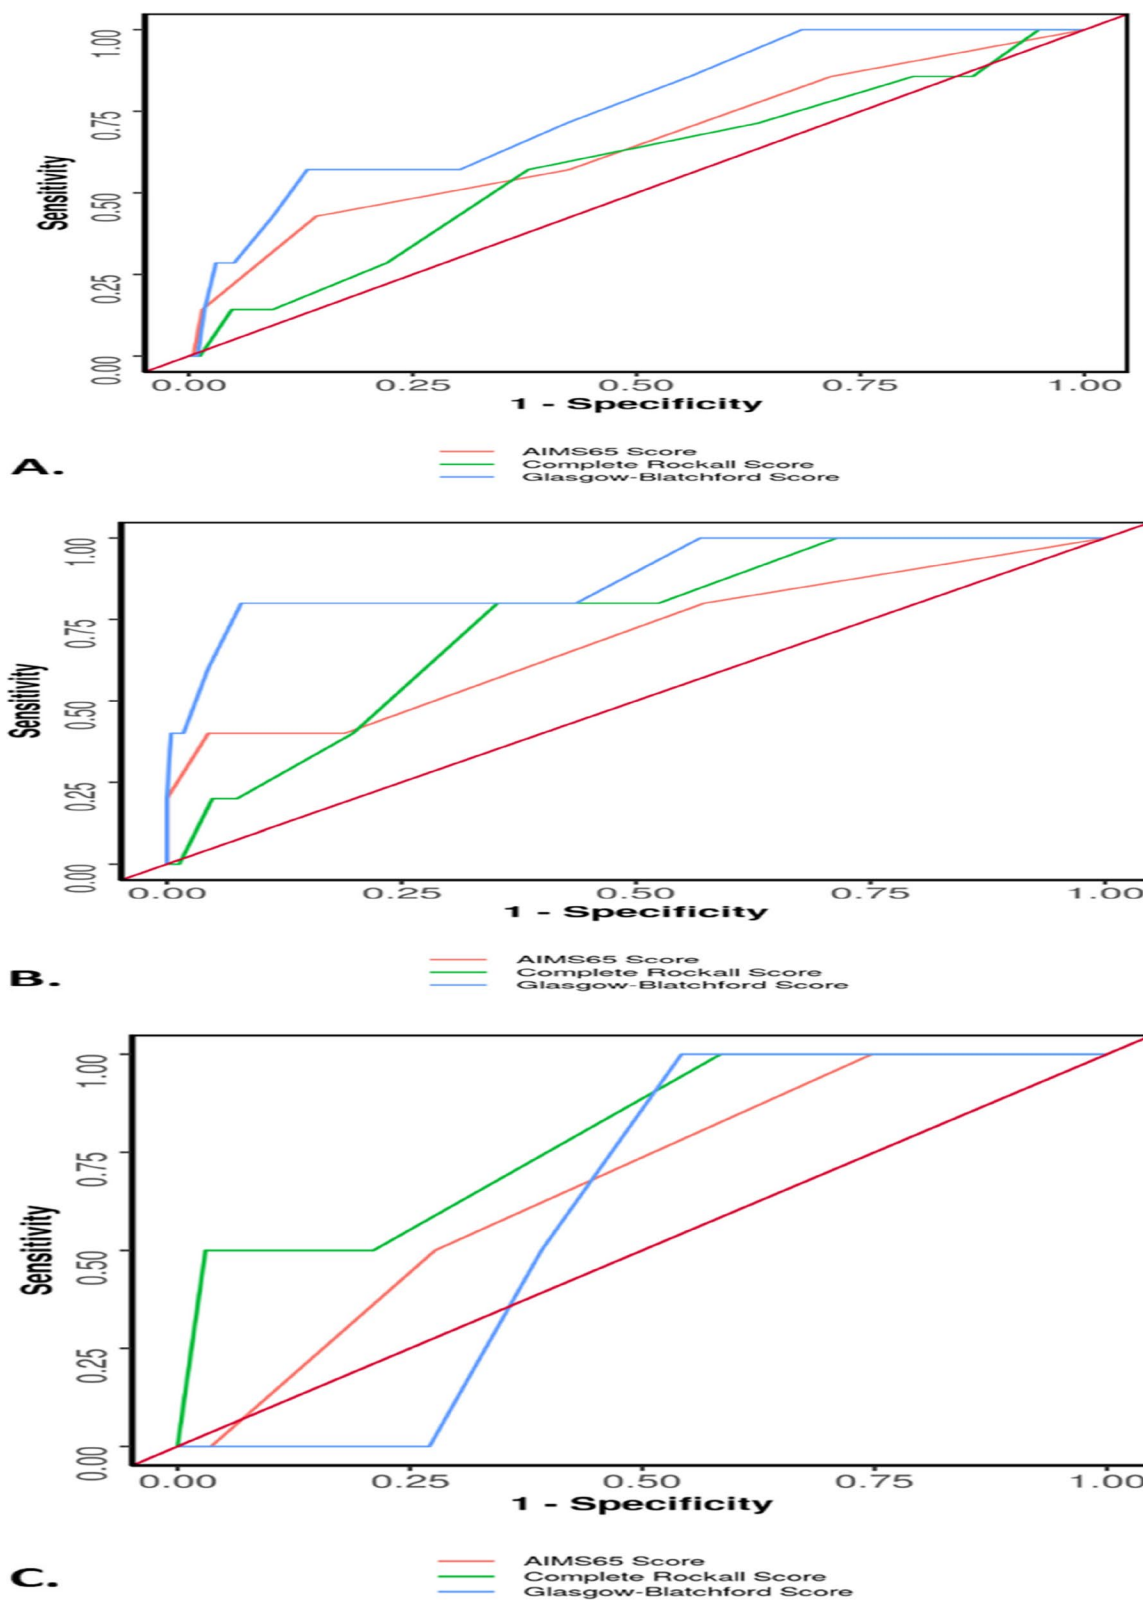 1.00
0.75
0.50
0.25
0.00
Sensitivity
0.00 0.25 0.50 0.75 1.00
1 - Specificity
A.
AIMS65 Score
Complete Rockall Score
Glasgow-Blatchford Score
1.00
0.75
0.50
0.25
0.00
Sensitivity
0.00 0.25 0.50 0.75 1.00
1 - Specificity
B.
AIMS65 Score
Complete Rockall Score
Glasgow-Blatchford Score
1.00
0.75
0.50
0.25
0.00
Sensitivity
0.00 0.25 0.50 0.75 1.00
1 - Specificity
C.
AIMS65 Score
Complete Rockall Score
Glasgow-Blatchford Score